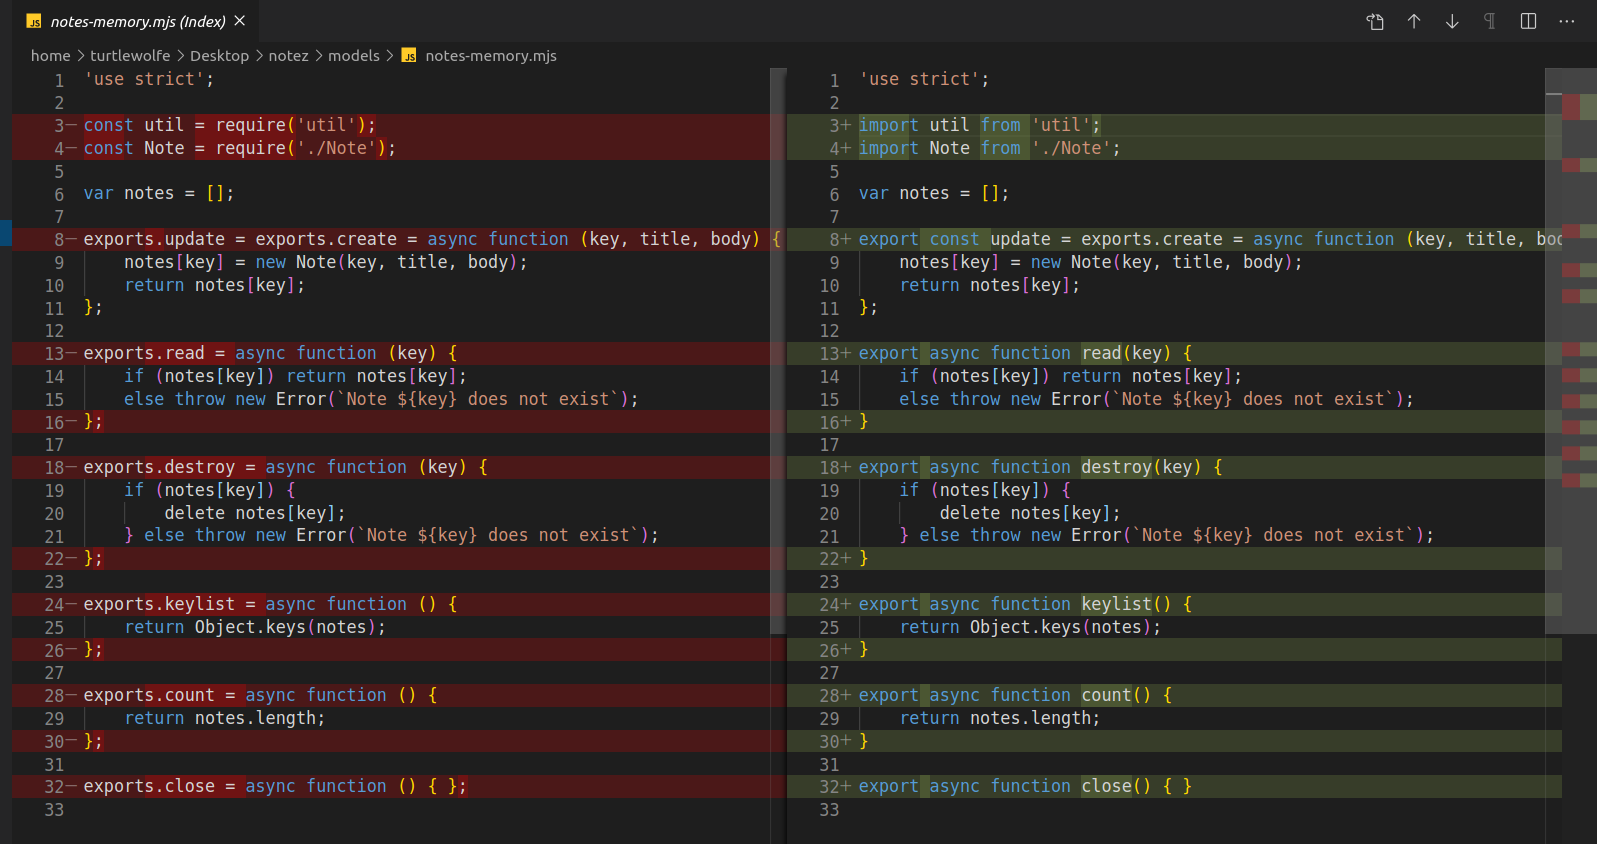 JS notes-memory.mjs (Index) ×
home > turtlewolfe > Desktop > notez > models > JS notes-memory.mjs
1 'use strict';
2
3− const util = require('util');
4− const Note = require('./Note');
5
6 var notes = [];
7
8− exports.update = exports.create = async function (key, title, body) {
9 notes[key] = new Note(key, title, body);
10 return notes[key];
11 };
12
13− exports.read = async function (key) {
14 if (notes[key]) return notes[key];
15 else throw new Error(`Note ${key} does not exist`);
16− };
17
18− exports.destroy = async function (key) {
19 if (notes[key]) {
20 delete notes[key];
21 } else throw new Error(`Note ${key} does not exist`);
22− };
23
24− exports.keylist = async function () {
25 return Object.keys(notes);
26− };
27
28− exports.count = async function () {
29 return notes.length;
30− };
31
32− exports.close = async function () { };
33
1 'use strict';
2
3+ import util from 'util';
4+ import Note from './Note';
5
6 var notes = [];
7
8+ export const update = exports.create = async function (key, title, bod
9 notes[key] = new Note(key, title, body);
10 return notes[key];
11 };
12
13+ export async function read(key) {
14 if (notes[key]) return notes[key];
15 else throw new Error(`Note ${key} does not exist`);
16+ }
17
18+ export async function destroy(key) {
19 if (notes[key]) {
20 delete notes[key];
21 } else throw new Error(`Note ${key} does not exist`);
22+ }
23
24+ export async function keylist() {
25 return Object.keys(notes);
26+ }
27
28+ export async function count() {
29 return notes.length;
30+ }
31
32+ export async function close() { }
33